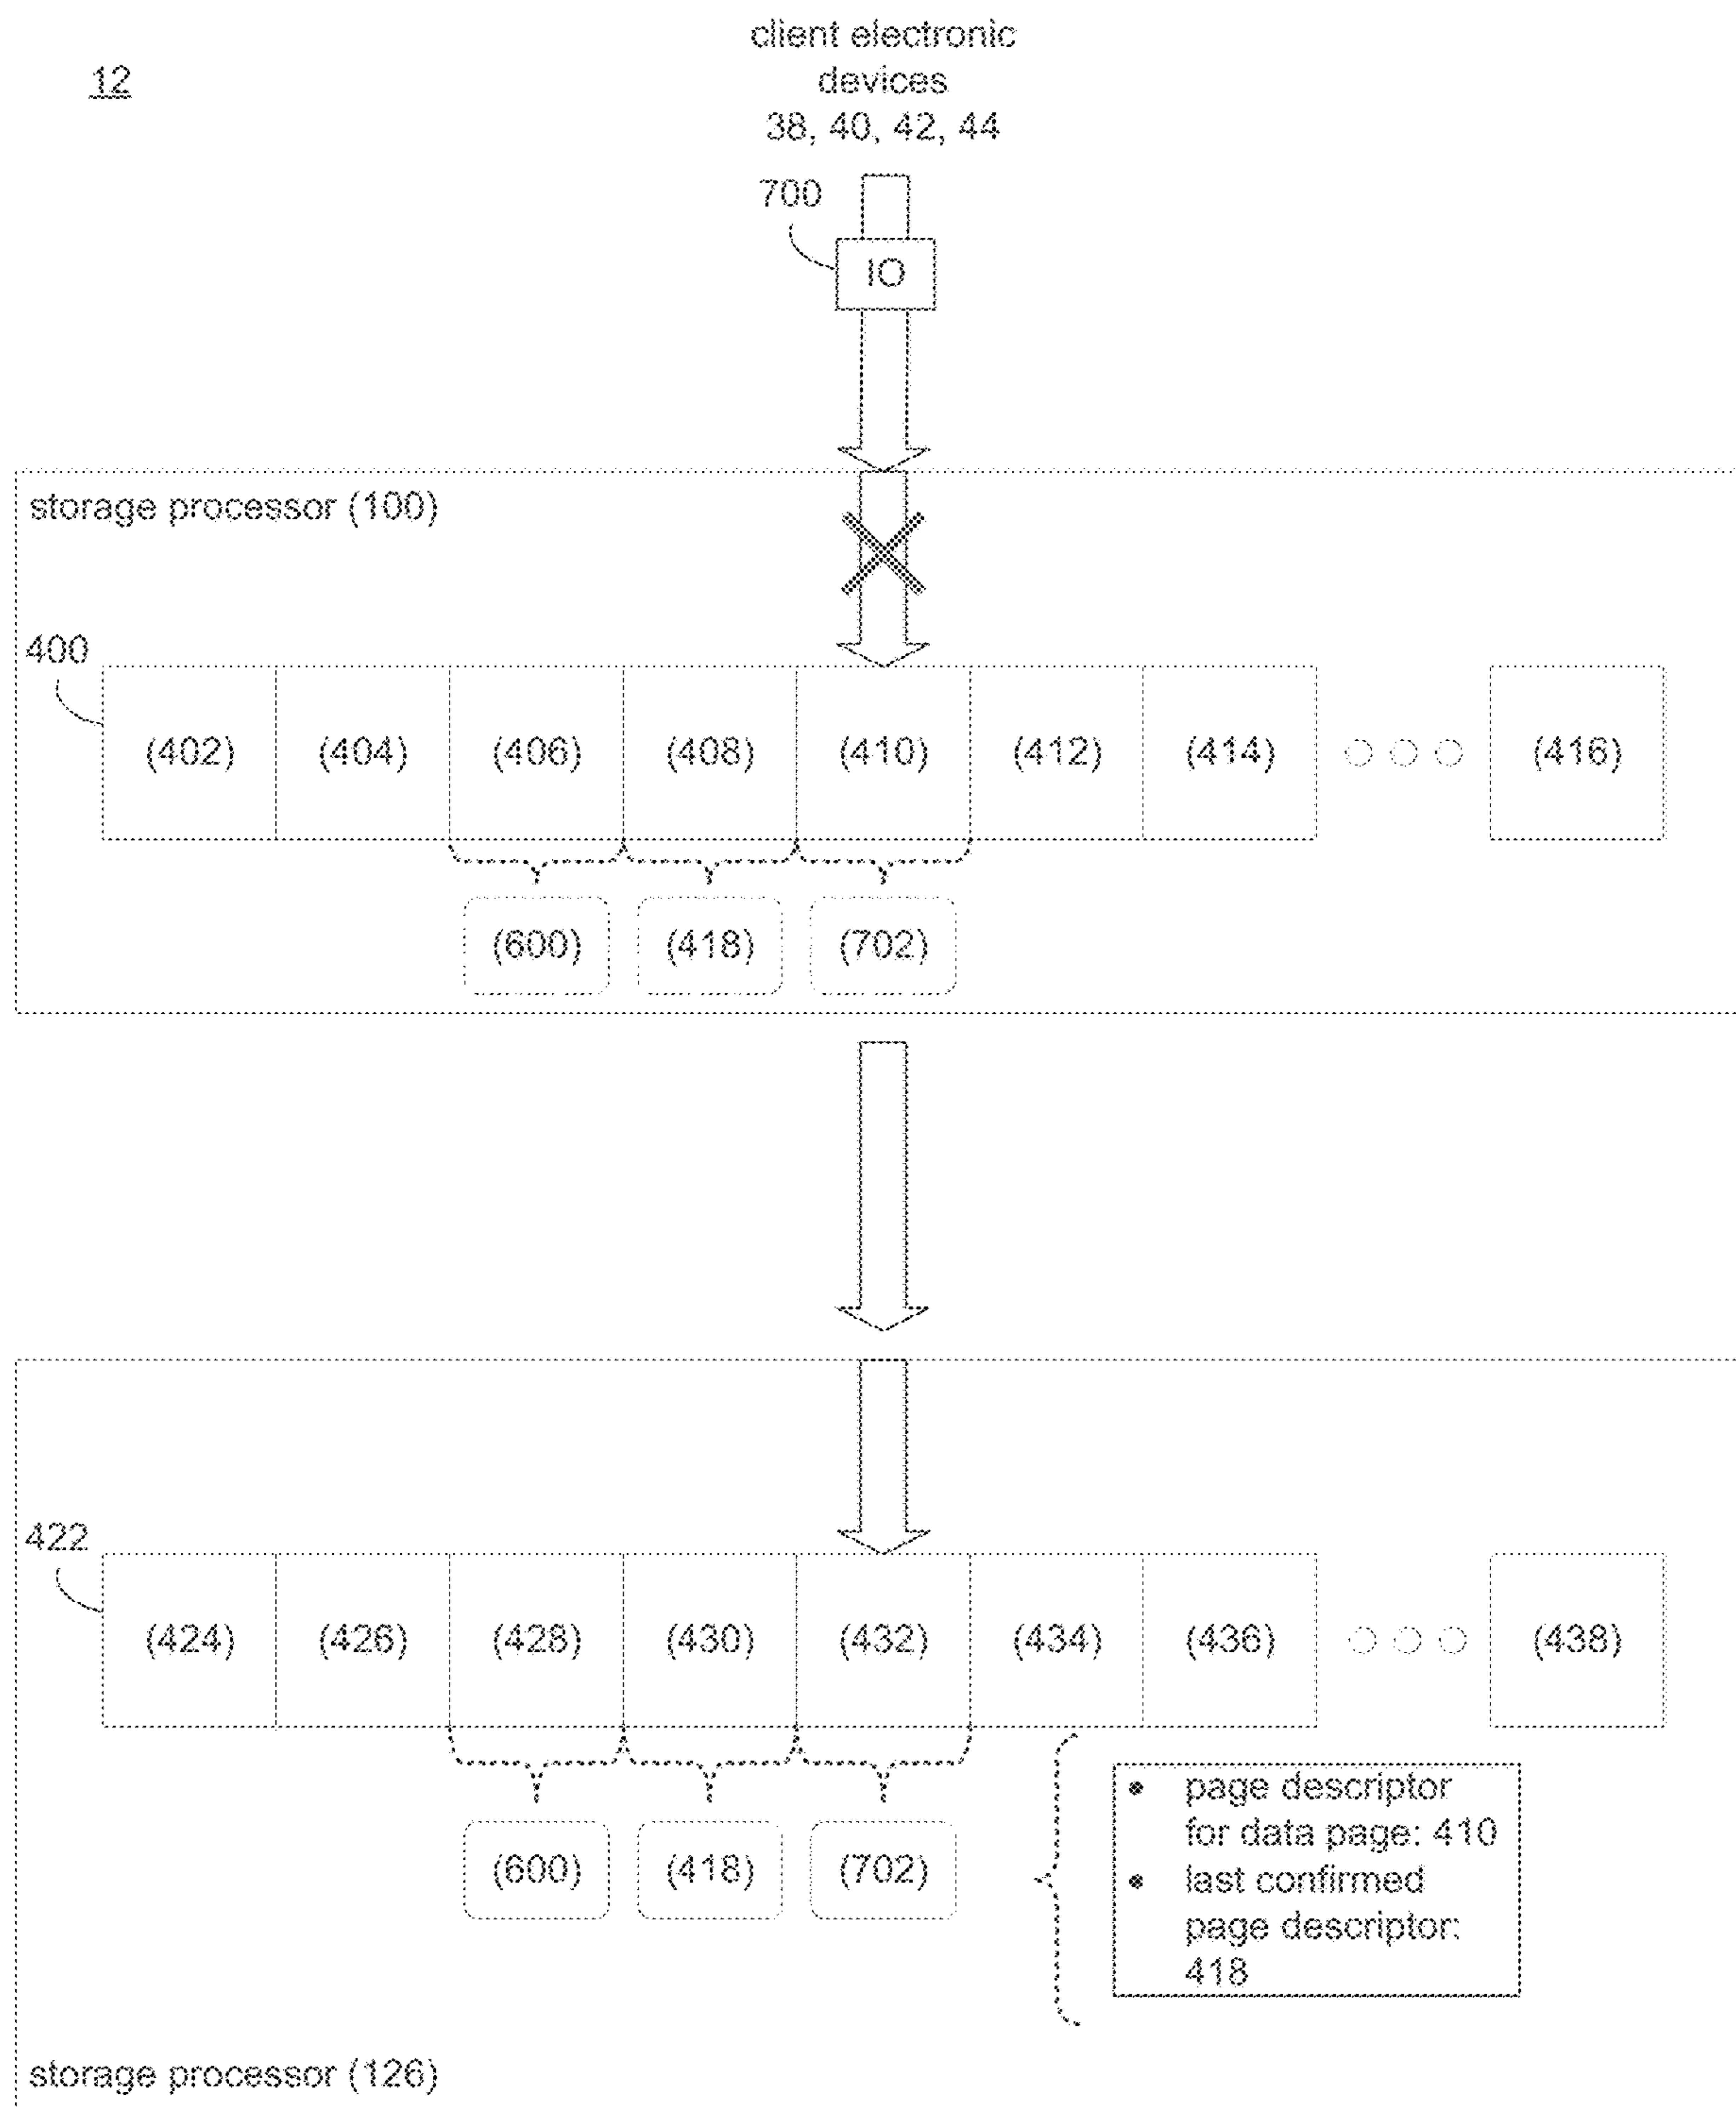 12
client electronic
devices
38, 40, 42, 44
700
IO
storage processor (100)
400
(402) (404) (406) (408) (410) (412) (414) (416)
(600) (418) (702)
422
(424) (426) (428) (430) (432) (434) (436) (438)
(600) (418) (702)
• page descriptor
for data page: 410
• last confirmed
page descriptor:
418
storage processor (126)